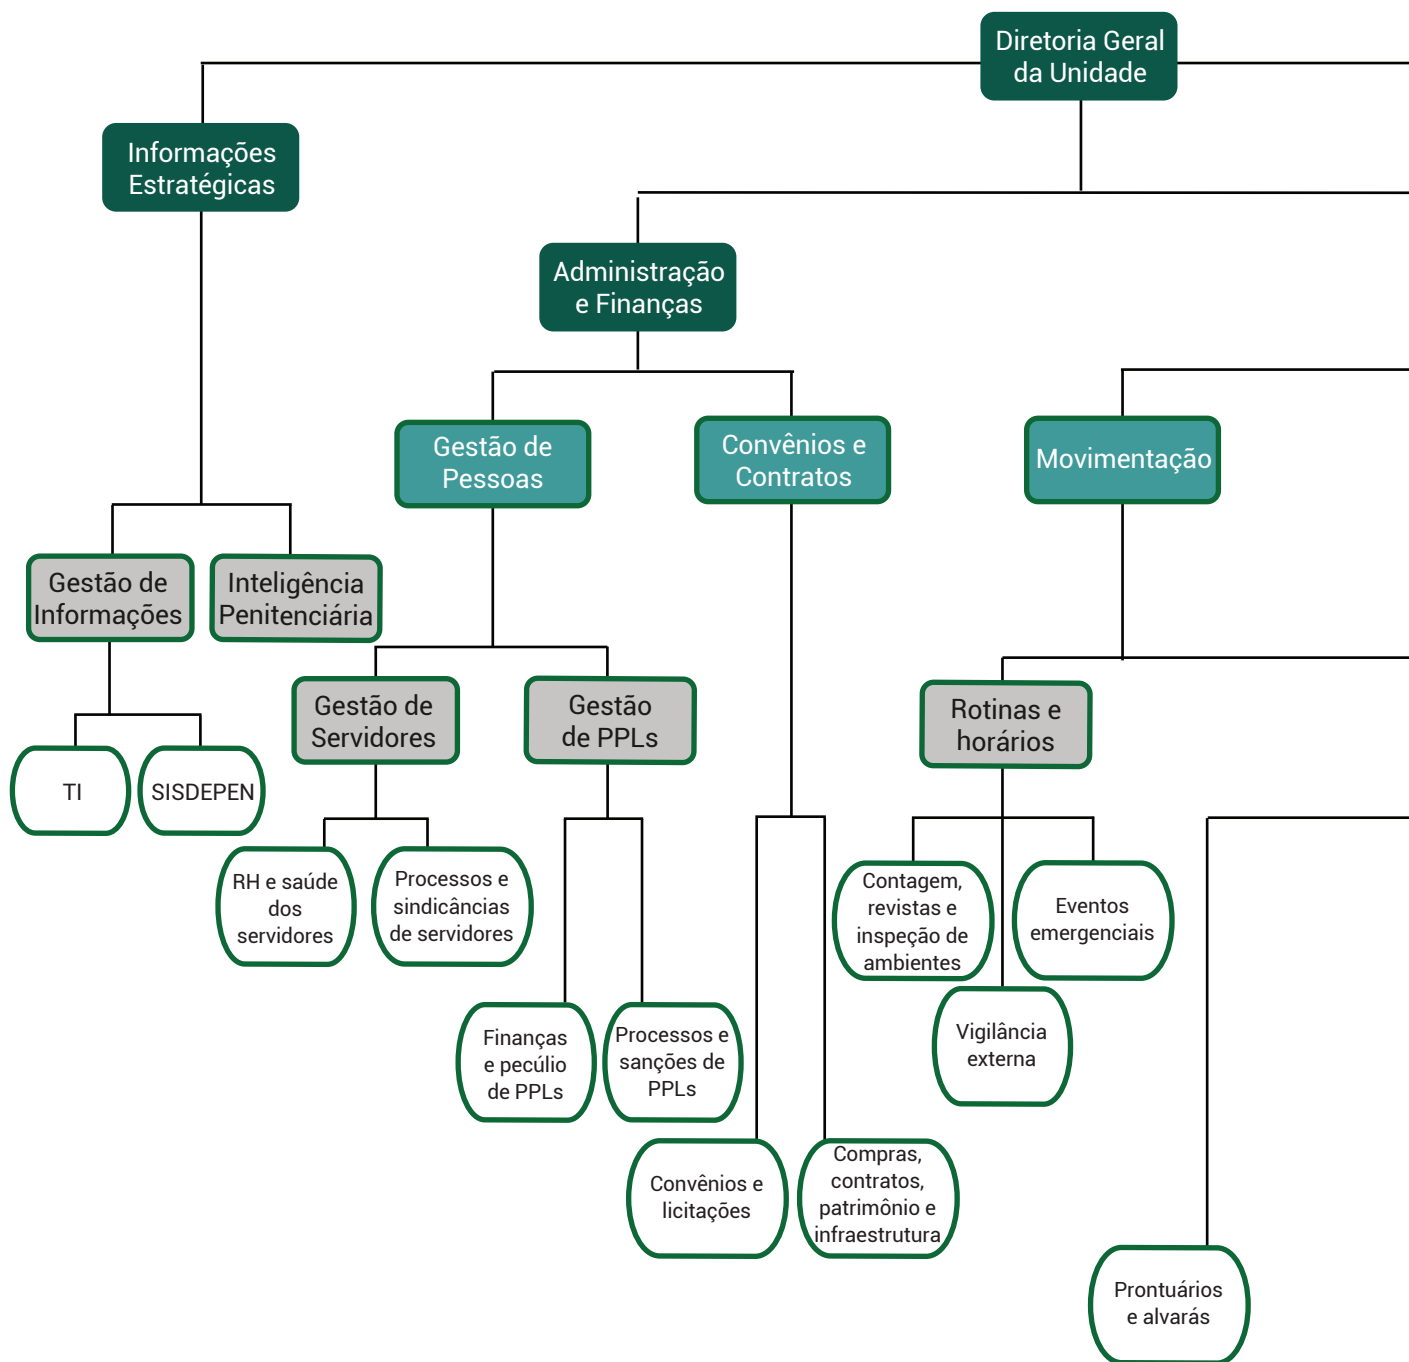 Diretoria Geral
da Unidade
Informações
Estratégicas
Administração
e Finanças
Gestão de
Pessoas
Convênios e
Contratos
Movimentação
Gestão de
Informações
Inteligência
Penitenciária
Gestão de
Servidores
Gestão
de PPLs
Rotinas e
horários
TI
SISDEPEN
RH e saúde
dos
servidores
Processos e
sindicâncias
de servidores
Contagem,
revistas e
inspeção de
ambientes
Eventos
emergenciais
Finanças
e pecúlio
de PPLs
Processos e
sanções de
PPLs
Vigilância
externa
Convênios e
licitações
Compras,
contratos,
patrimônio e
infraestrutura
Prontuários
e alvarás